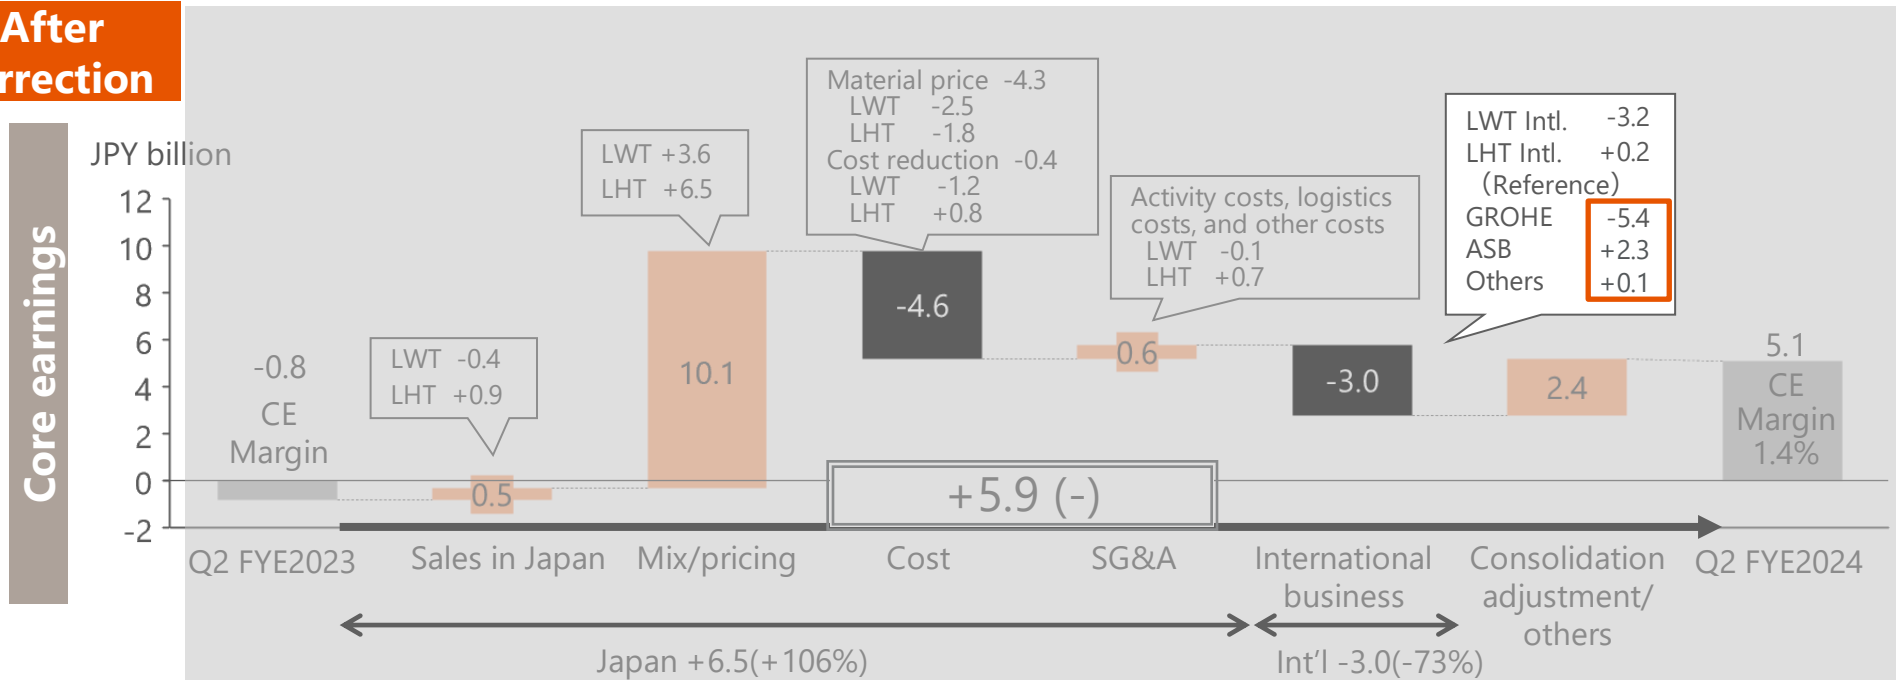 After
rrection
Core earnings
JPY billion
12
10
8
6
4
2
0
-2
-0.8
CE
Margin
LWT -0.4
LHT +0.9
0.5
LWT +3.6
LHT +6.5
10.1
Material price -4.3
LWT -2.5
LHT -1.8
Cost reduction -0.4
LWT -1.2
LHT +0.8
-4.6
Activity costs, logistics
costs, and other costs
LWT -0.1
LHT +0.7
0.6
LWT Intl. -3.2
LHT Intl. +0.2
（Reference）
GROHE -5.4
ASB +2.3
Others +0.1
-3.0
2.4
5.1
CE
Margin
1.4%
+5.9 (-)
Q2 FYE2023
Sales in Japan
Mix/pricing
Cost
SG&A
International
business
Consolidation
adjustment/
others
Q2 FYE2024
Japan +6.5(+106%)
Int’l -3.0(-73%)